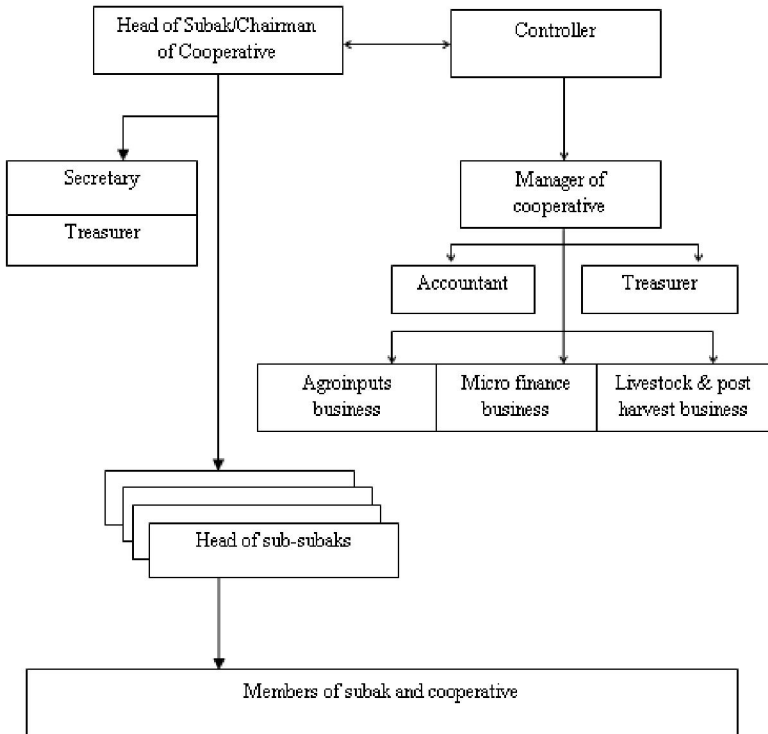 Head of Subak/Chairman
of Cooperative
Controller
Secretary
Treasurer
Manager of
cooperative
Accountant
Treasurer
Agroinputs
business
Micro finance
business
Livestock & post
harvest business
Head of sub-subaks
Members of subak and cooperative